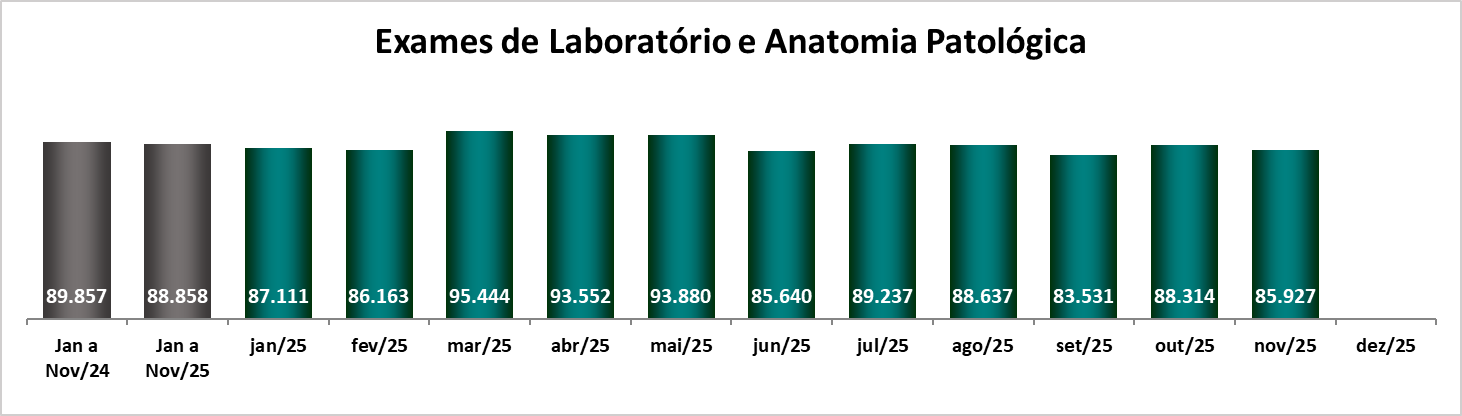 Exames de Laboratório e Anatomia Patológica
89.857 88.858 87.111 86.163 95.444 93.552 93.880 85.640 89.237 88.637 83.531 88.314 85.927
Jan a Jan a jan/25 fev/25 mar/25 abr/25 mai/25 jun/25 jul/25 ago/25 set/25 out/25 nov/25 dez/25
Nov/24 Nov/25